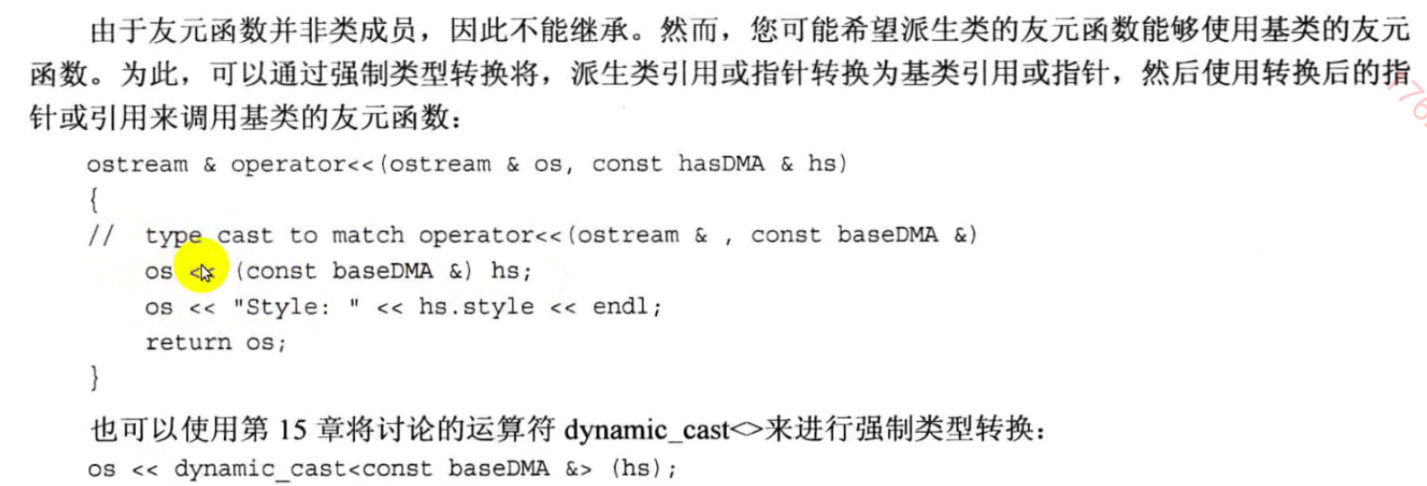 由于友元函数并非类成员，因此不能继承。然而，您可能希望派生类的友元函数能够使用基类的友元
函数。为此，可以通过强制类型转换将，派生类引用或指针转换为基类引用或指针，然后使用转换后的指
针或引用来调用基类的友元函数：
ostream & operator<<(ostream & os, const hasDMA & hs)
{
// type cast to match operator<<(ostream & , const baseDMA &)
os << (const baseDMA &) hs;
os << "Style: " << hs.style << endl;
return os;
}
也可以使用第 15 章将讨论的运算符 dynamic_cast<>来进行强制类型转换：
os << dynamic_cast<const baseDMA &> (hs);